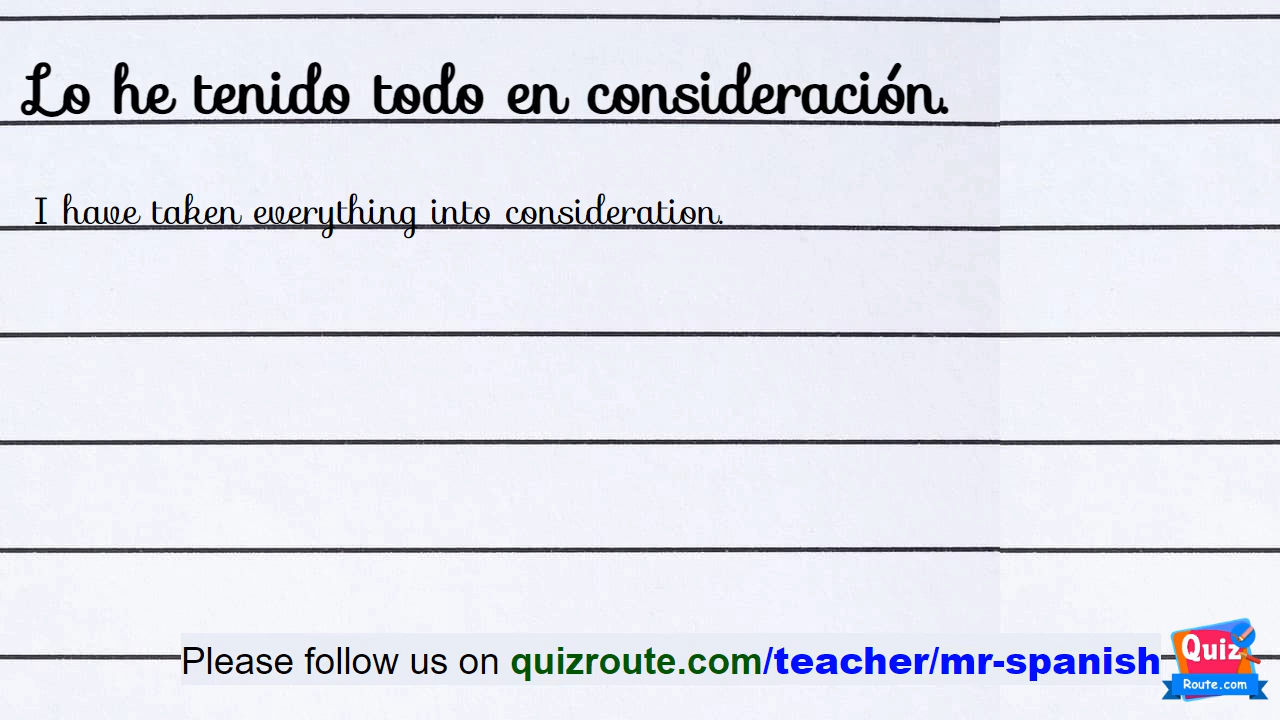 Lo he tenido todo en consideración.
I have taken everything into consideration.
Please follow us on quizroute.com/teacher/mr-spanish
Quiz
Route.com